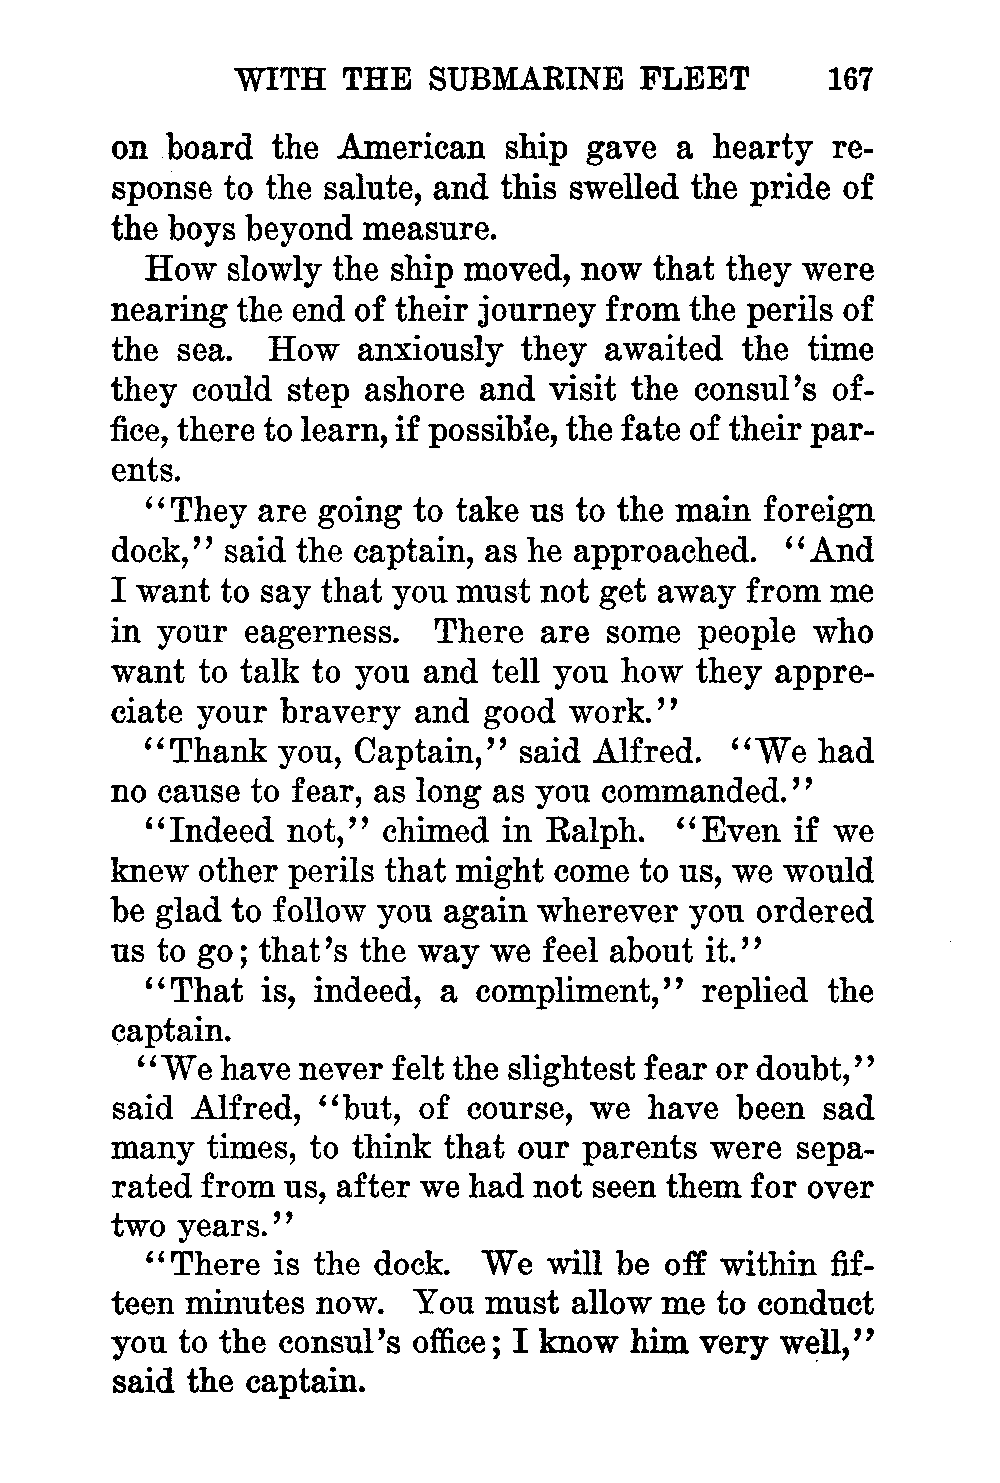 WITH THE SUBMARINE FLEET 167
on board the American ship gave a hearty re-
sponse to the salute, and this swelled the pride of
the boys beyond measure.
How slowly the ship moved, now that they were
nearing the end of their journey from the perils of
the sea. How anxiously they awaited the time
they could step ashore and visit the consul's of-
fice, there to learn, if possible, the fate of their par-
ents.
"They are going to take us to the main foreign
dock," said the captain, as he approached. "And
I want to say that you must not get away from me
in your eagerness. There are some people who
want to talk to you and tell you how they appre-
ciate your bravery and good work."
"Thank you, Captain," said Alfred. "We had
no cause to fear, as long as you commanded."
"Indeed not," chimed in Ralph. "Even if we
knew other perils that might come to us, we would
be glad to follow you again wherever you ordered
us to go; that's the way we feel about it."
"That is, indeed, a compliment," replied the
captain.
"We have never felt the slightest fear or doubt,"
said Alfred, "but, of course, we have been sad
many times, to think that our parents were sepa-
rated from us, after we had not seen them for over
two years."
"There is the dock. We will be off within fif-
teen minutes now. You must allow me to conduct
you to the consul's office; I know him very well,"
said the captain.